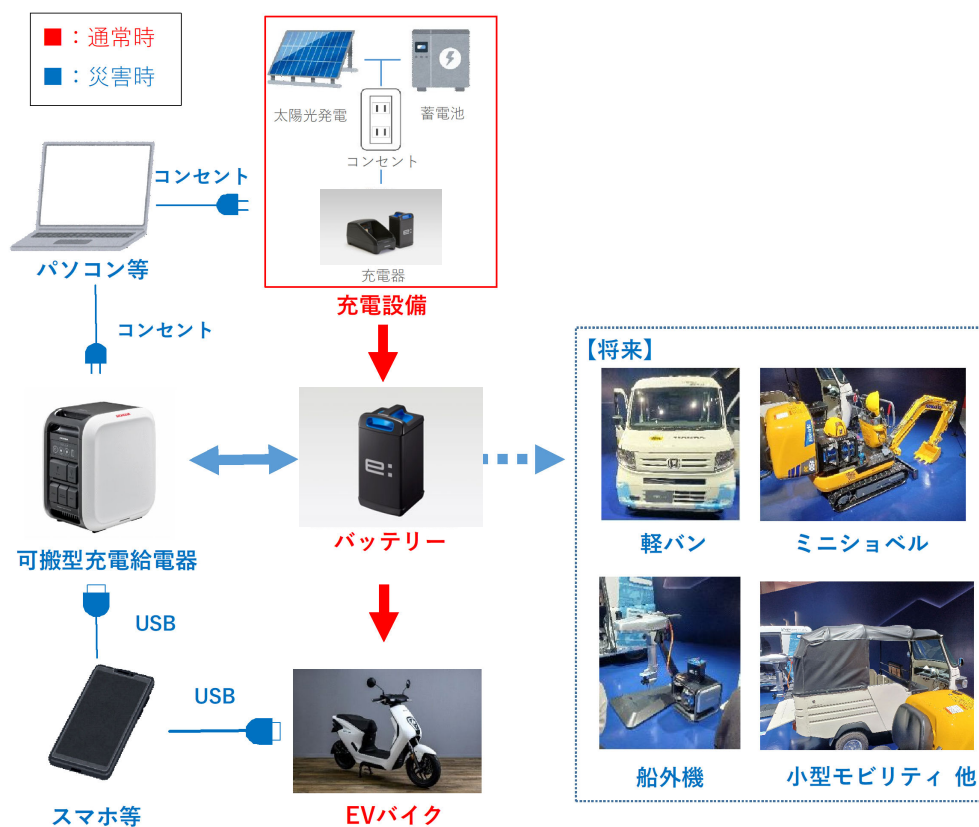 ■：通常時
■：災害時
太陽光発電
蓄電池
コンセント
充電器
充電設備
コンセント
パソコン等
コンセント
可搬型充電給電器
e:
バッテリー
USB
USB
スマホ等
EVバイク
【将来】
軽バン
ミニショベル
船外機
小型モビリティ 他